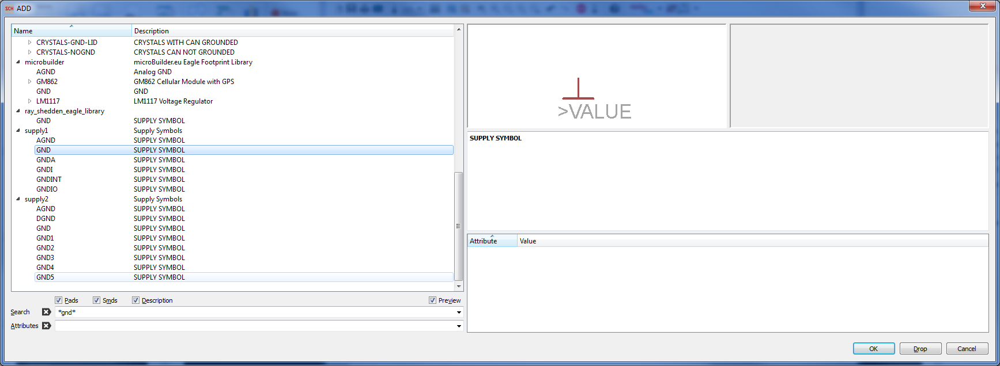 SCH ADD
Name Description
CRYSTALS-GND-LID CRYSTALS WITH CAN GROUNDED
CRYSTALS-NOGND CRYSTALS CAN NOT GROUNDED
microbuilder microBuilder.eu Eagle Footprint Library
AGND Analog GND
GM862 GM862 Cellular Module with GPS
GND GND
LM1117 LM1117 Voltage Regulator
ray_shedden_eagle_library
GND SUPPLY SYMBOL
supply1 Supply Symbols
AGND SUPPLY SYMBOL
GND SUPPLY SYMBOL
GNDA SUPPLY SYMBOL
GNDI SUPPLY SYMBOL
GNDINT SUPPLY SYMBOL
GNDIO SUPPLY SYMBOL
supply2 Supply Symbols
AGND SUPPLY SYMBOL
DGND SUPPLY SYMBOL
GND SUPPLY SYMBOL
GND1 SUPPLY SYMBOL
GND2 SUPPLY SYMBOL
GND3 SUPPLY SYMBOL
GND4 SUPPLY SYMBOL
GND5 SUPPLY SYMBOL
Pads Smds Description Preview
Search *gnd*
Attributes
>VALUE
SUPPLY SYMBOL
Attribute Value
OK Drop Cancel